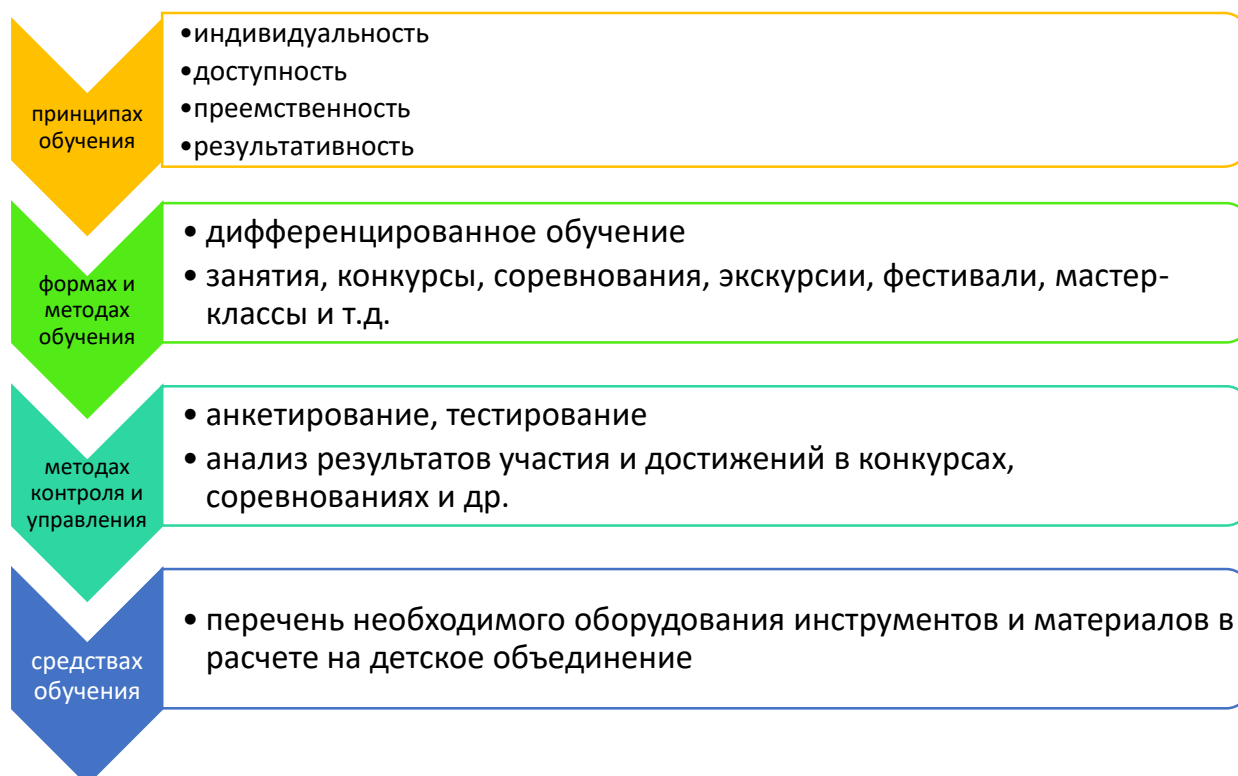 принципах
обучения
•индивидуальность
•доступность
•преемственность
•результативность
формах и
методах
обучения
• дифференцированное обучение
• занятия, конкурсы, соревнования, экскурсии, фестивали, мастер-
классы и т.д.
методах
контроля и
управления
• анкетирование, тестирование
• анализ результатов участия и достижений в конкурсах,
соревнованиях и др.
средствах
обучения
• перечень необходимого оборудования инструментов и материалов в
расчете на детское объединение